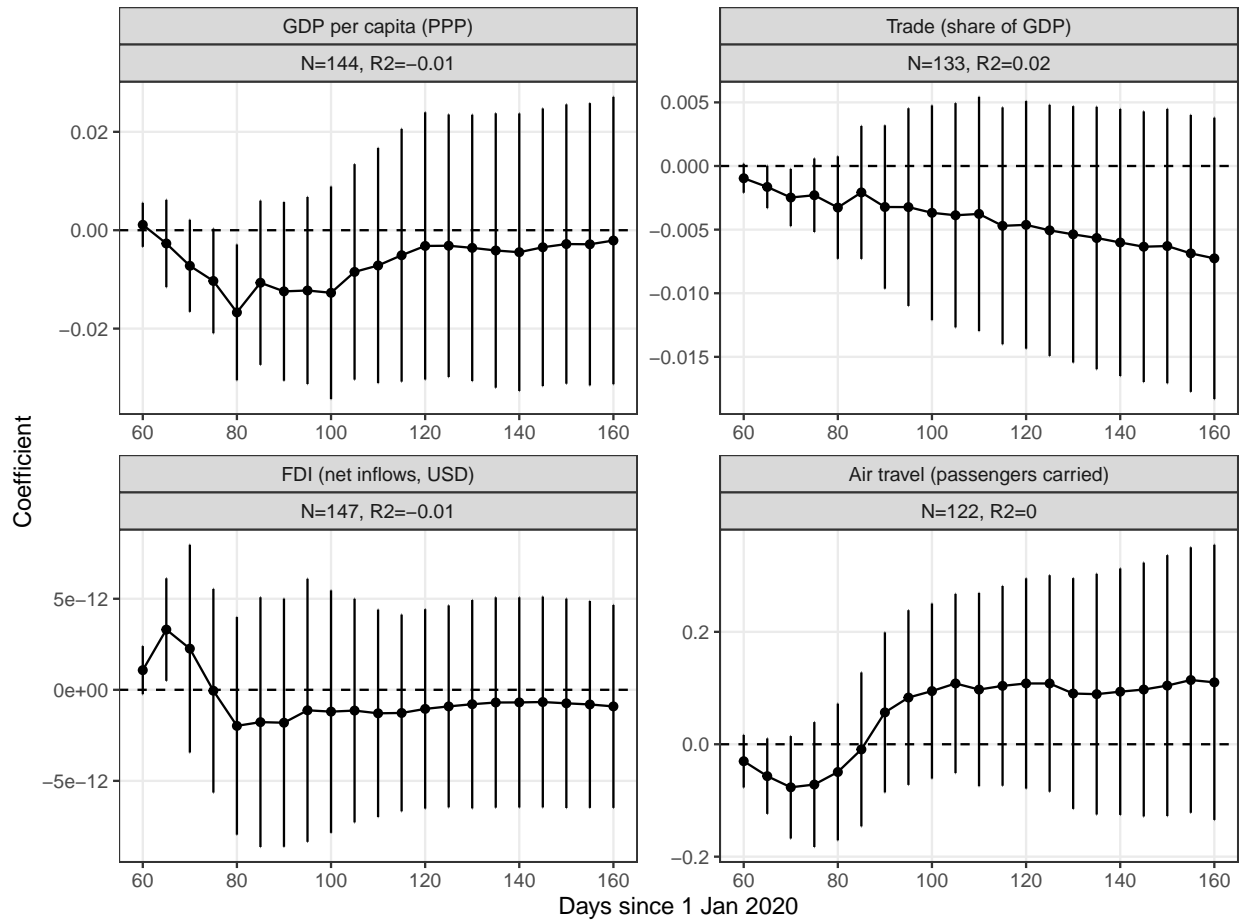 GDP per capita (PPP)
N=144, R2=−0.01
0.02
0.00
−0.02
60 80 100 120 140 160
Trade (share of GDP)
N=133, R2=0.02
0.005
0.000
−0.005
−0.010
−0.015
60 80 100 120 140 160
Coefficient
FDI (net inflows, USD)
N=147, R2=−0.01
5e−12
0e+00
−5e−12
60 80 100 120 140 160
Air travel (passengers carried)
N=122, R2=0
0.2
0.0
−0.2
60 80 100 120 140 160
Days since 1 Jan 2020